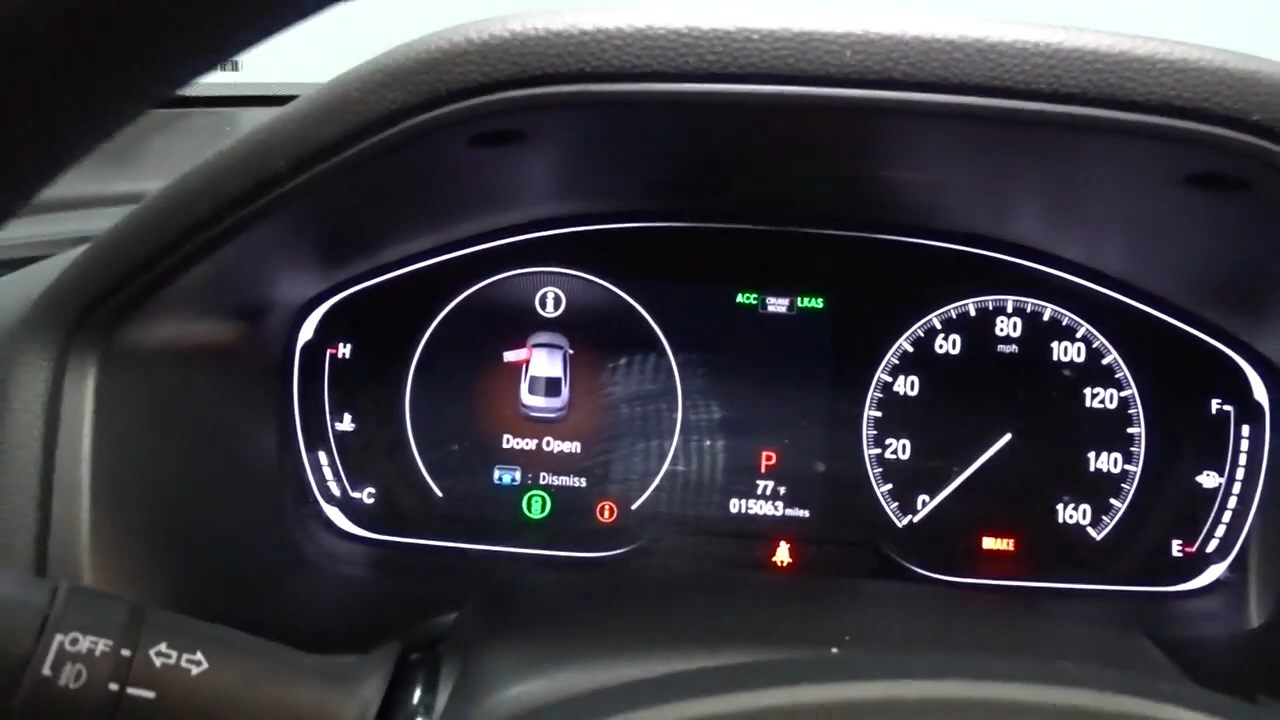 H
C
Door Open
: Dismiss
ACC
CRUISE
MODE
LKAS
P
77°F
015063 miles
0
20
40
60
80
100
120
140
160
mph
BRAKE
F
E
OFF